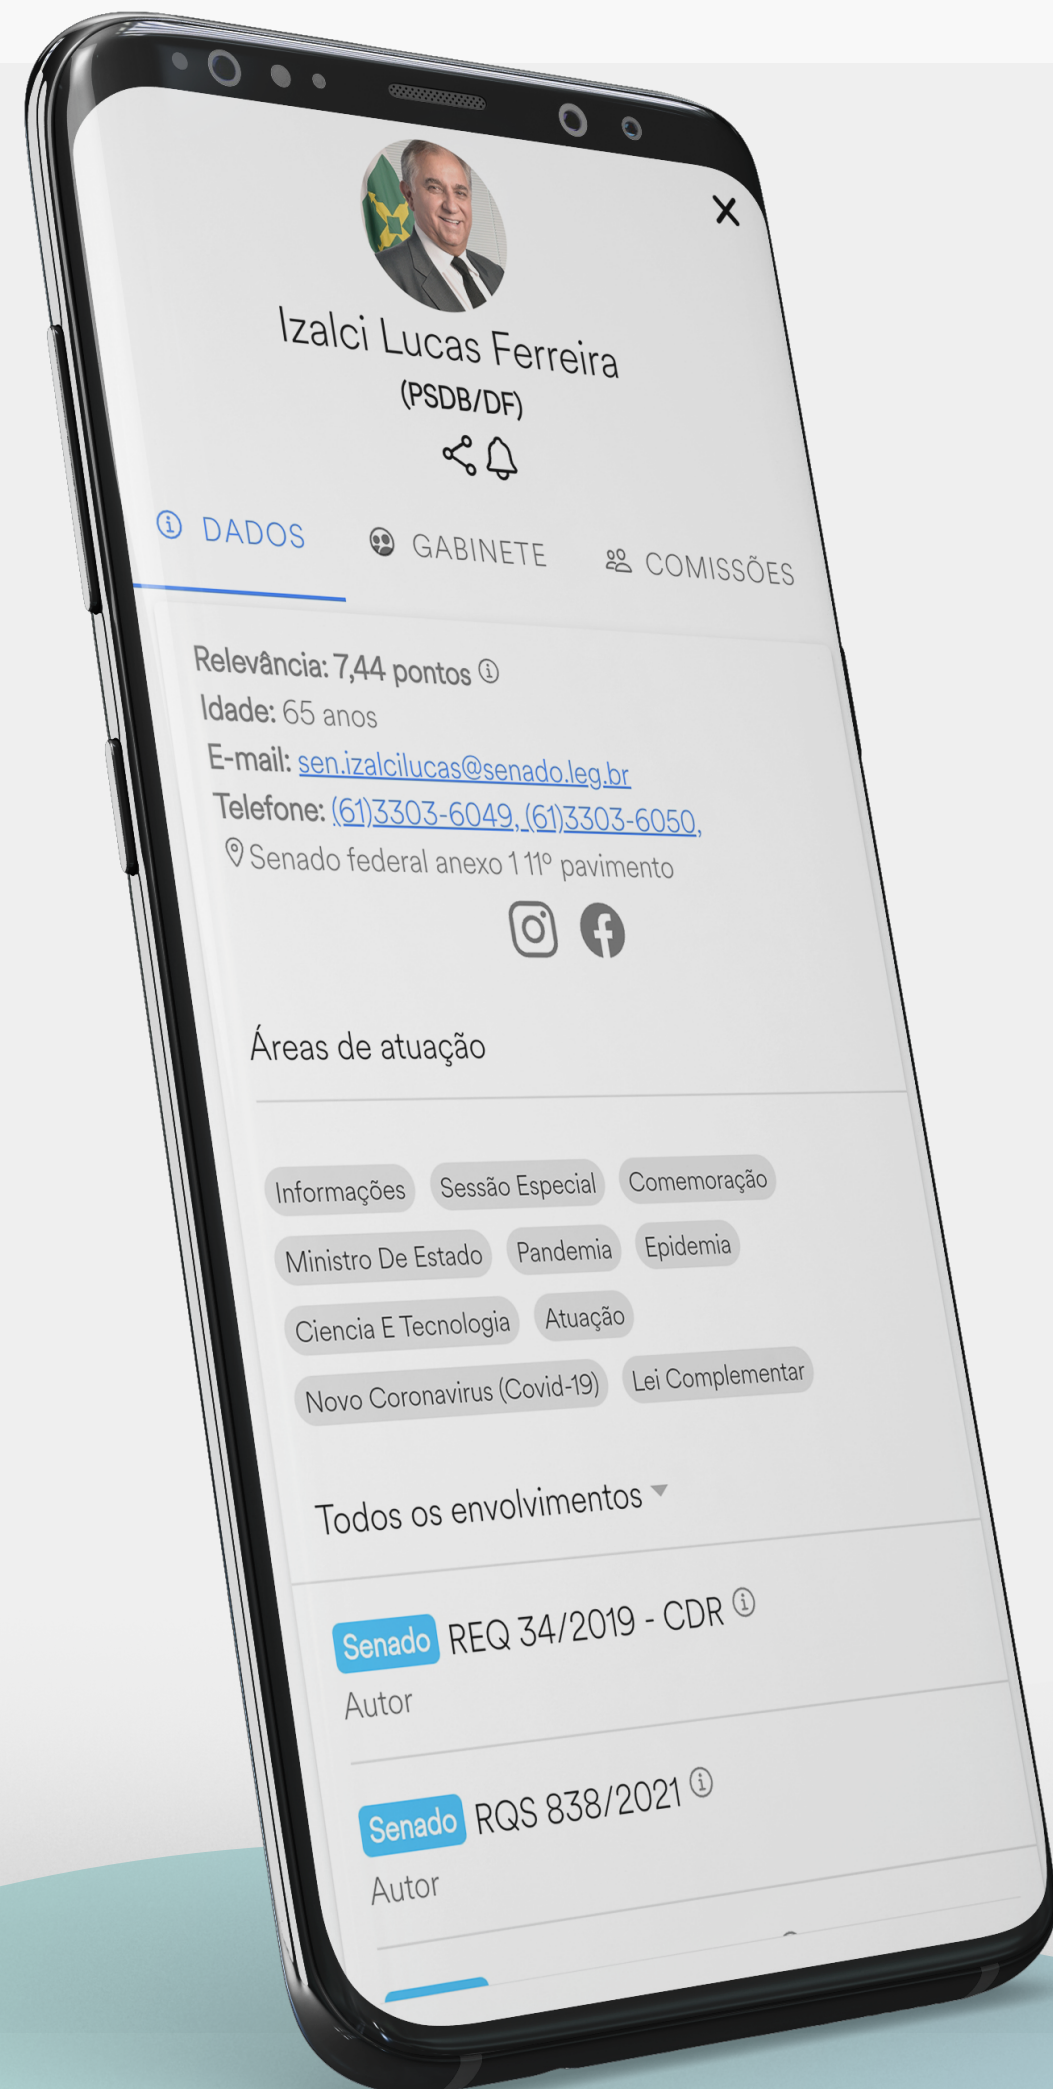 Izalci Lucas Ferreira
(PSDB/DF)
DADOS GABINETE COMISSÕES
Relevância: 7,44 pontos
Idade: 65 anos
E-mail: sen.izalcilucas@senado.leg.br
Telefone: (61)3303-6049, (61)3303-6050,
Senado federal anexo 1 11º pavimento
Áreas de atuação
Informações Sessão Especial Comemoração
Ministro De Estado Pandemia Epidemia
Ciencia E Tecnologia Atuação
Novo Coronavirus (Covid-19) Lei Complementar
Todos os envolvimentos
Senado REQ 34/2019 - CDR
Autor
Senado RQS 838/2021
Autor